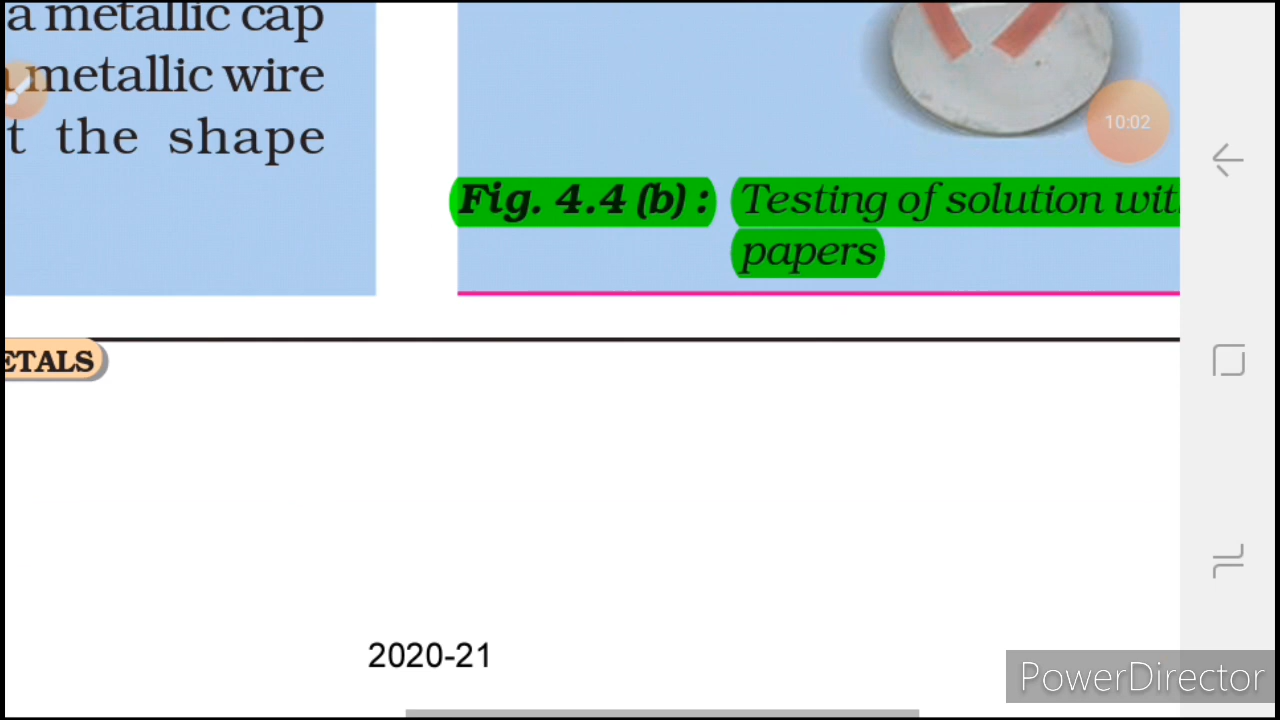 a metallic cap
metallic wire
t the shape
10:02
Fig. 4.4 (b) : Testing of solution wit
papers
ETALS
2020-21
PowerDirector